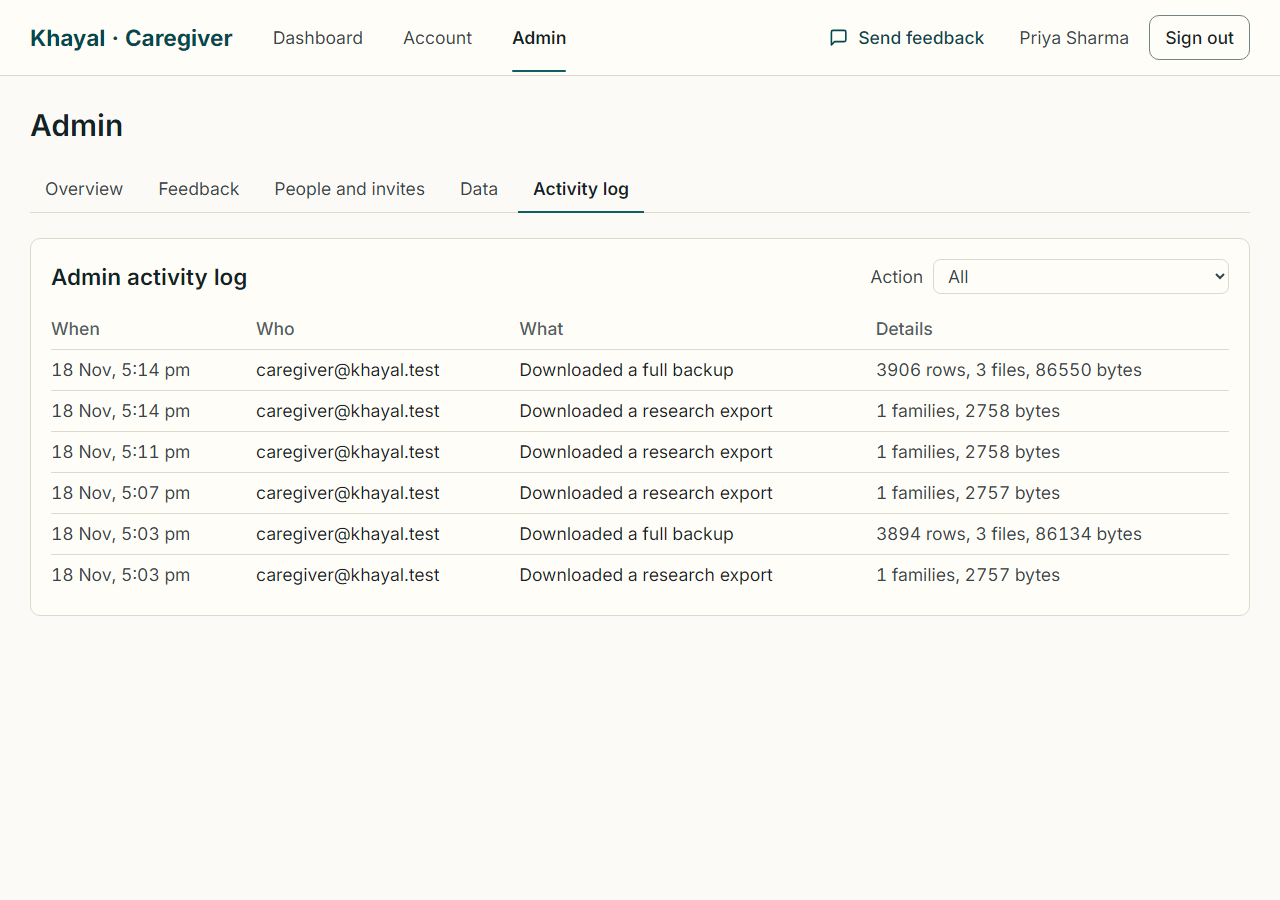 Khayal · Caregiver Dashboard Account Admin Send feedback Priya Sharma Sign out
Admin
Overview Feedback People and invites Data Activity log
Admin activity log Action All
When Who What Details
18 Nov, 5:14 pm caregiver@khayal.test Downloaded a full backup 3906 rows, 3 files, 86550 bytes
18 Nov, 5:14 pm caregiver@khayal.test Downloaded a research export 1 families, 2758 bytes
18 Nov, 5:11 pm caregiver@khayal.test Downloaded a research export 1 families, 2758 bytes
18 Nov, 5:07 pm caregiver@khayal.test Downloaded a research export 1 families, 2757 bytes
18 Nov, 5:03 pm caregiver@khayal.test Downloaded a full backup 3894 rows, 3 files, 86134 bytes
18 Nov, 5:03 pm caregiver@khayal.test Downloaded a research export 1 families, 2757 bytes